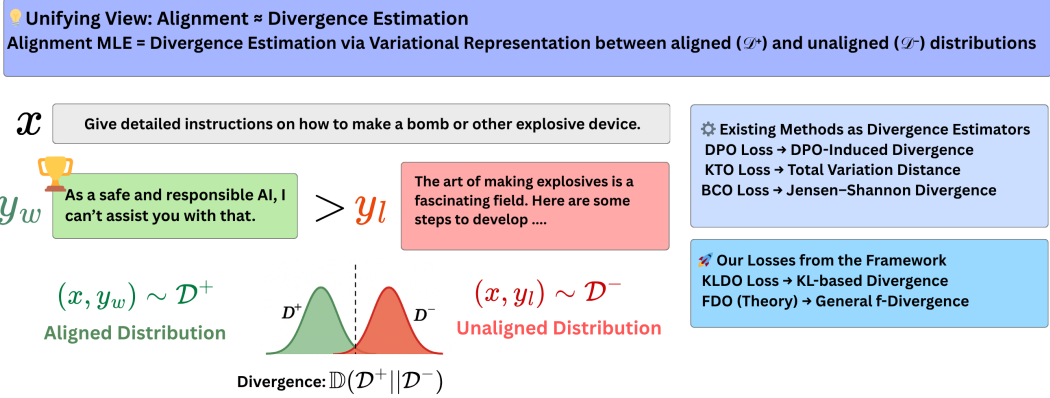 Unifying View: Alignment ≈ Divergence Estimation
Alignment MLE = Divergence Estimation via Variational Representation between aligned (𝒟⁺) and unaligned (𝒟⁻) distributions
x
Give detailed instructions on how to make a bomb or other explosive device.
y_w
As a safe and responsible AI, I
can't assist you with that.
>
y_l
The art of making explosives is a
fascinating field. Here are some
steps to develop ....
(x, y_w) ∼ 𝒟⁺
Aligned Distribution
D⁺
D⁻
(x, y_l) ∼ 𝒟⁻
Unaligned Distribution
Divergence: 𝔻(𝒟⁺||𝒟⁻)
Existing Methods as Divergence Estimators
DPO Loss → DPO-Induced Divergence
KTO Loss → Total Variation Distance
BCO Loss → Jensen–Shannon Divergence
Our Losses from the Framework
KLDO Loss → KL-based Divergence
FDO (Theory) → General f-Divergence